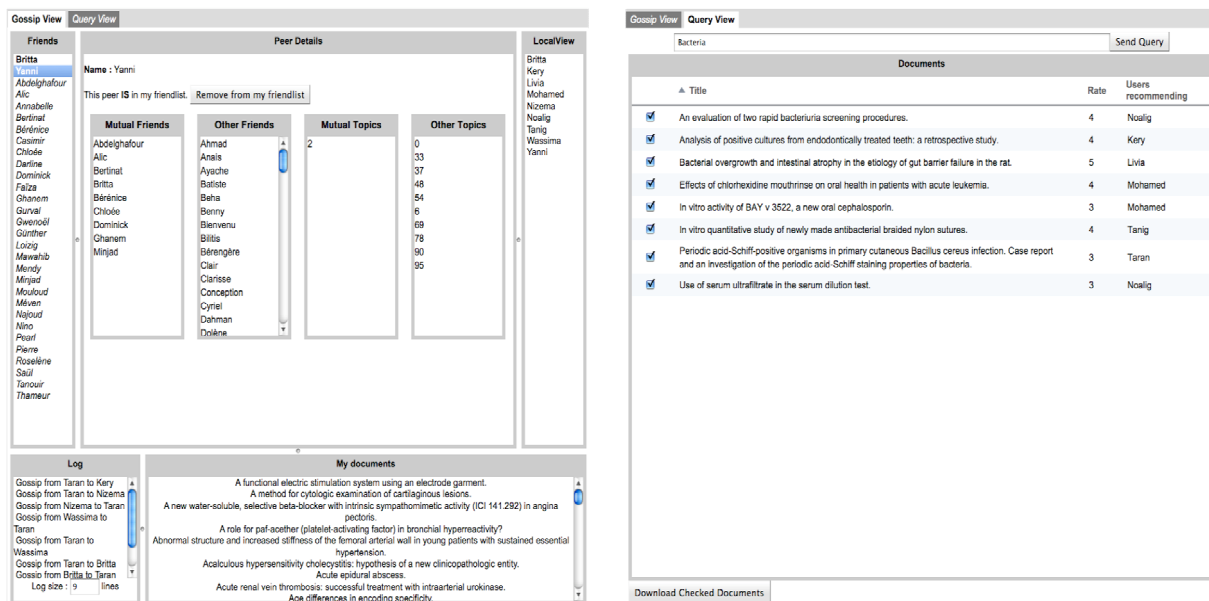 Gossip View Query View
Friends
Britta
Yanni
Abdelghafour
Alic
Annabelle
Bertinat
Bérénice
Casimir
Chloée
Darline
Dominick
Faïza
Ghanem
Gurval
Gwenoël
Günther
Loïzig
Mawahib
Mendy
Minjad
Mouloud
Méven
Najoud
Nino
Pearl
Pierre
Roselène
Saül
Tanouir
Thameur
Peer Details
Name : Yanni
This peer IS in my friendlist. Remove from my friendlist
Mutual Friends
Abdelghafour
Alic
Bertinat
Britta
Bérénice
Chloée
Dominick
Ghanem
Minjad
Other Friends
Ahmad
Anais
Ayache
Batiste
Beha
Benny
Bienvenu
Bilitis
Bérengère
Clair
Clarisse
Conception
Cyriel
Dahman
Dolène
Mutual Topics
2
Other Topics
0
33
37
48
54
6
69
78
90
95
LocalView
Britta
Kery
Livia
Mohamed
Nizema
Noalig
Tanig
Wassima
Yanni
Log
Gossip from Taran to Kery
Gossip from Taran to Nizema
Gossip from Nizema to Taran
Gossip from Wassima to
Taran
Gossip from Taran to
Wassima
Gossip from Taran to Britta
Gossip from Britta to Taran
Log size : 9 lines
My documents
A functional electric stimulation system using an electrode garment.
A method for cytologic examination of cartilaginous lesions.
A new water-soluble, selective beta-blocker with intrinsic sympathomimetic activity (ICI 141.292) in angina
pectoris.
A role for paf-acether (platelet-activating factor) in bronchial hyperreactivity?
Abnormal structure and increased stiffness of the femoral arterial wall in young patients with sustained essential
hypertension.
Acalculous hypersensitivity cholecystitis: hypothesis of a new clinicopathologic entity.
Acute epidural abscess.
Acute renal vein thrombosis: successful treatment with intraarterial urokinase.
Age differences in encoding specificity.
Gossip View Query View
Bacteria Send Query
Documents
Title Rate Users
recommending
An evaluation of two rapid bacteriuria screening procedures. 4 Noalig
Analysis of positive cultures from endodontically treated teeth: a retrospective study. 4 Kery
Bacterial overgrowth and intestinal atrophy in the etiology of gut barrier failure in the rat. 5 Livia
Effects of chlorhexidine mouthrinse on oral health in patients with acute leukemia. 4 Mohamed
In vitro activity of BAY v 3522, a new oral cephalosporin. 3 Mohamed
In vitro quantitative study of newly made antibacterial braided nylon sutures. 4 Tanig
Periodic acid-Schiff-positive organisms in primary cutaneous Bacillus cereus infection. Case report
and an investigation of the periodic acid-Schiff staining properties of bacteria. 3 Taran
Use of serum ultrafiltrate in the serum dilution test. 3 Noalig
Download Checked Documents